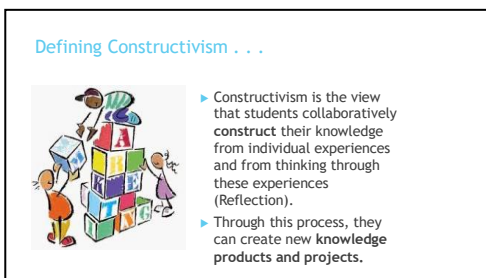 Defining Constructivism . . .
Constructivism is the view
that students collaboratively
construct their knowledge
from individual experiences
and from thinking through
these experiences
(Reflection).
Through this process, they
can create new knowledge
products and projects.
A
R
K E
E
T I
N G